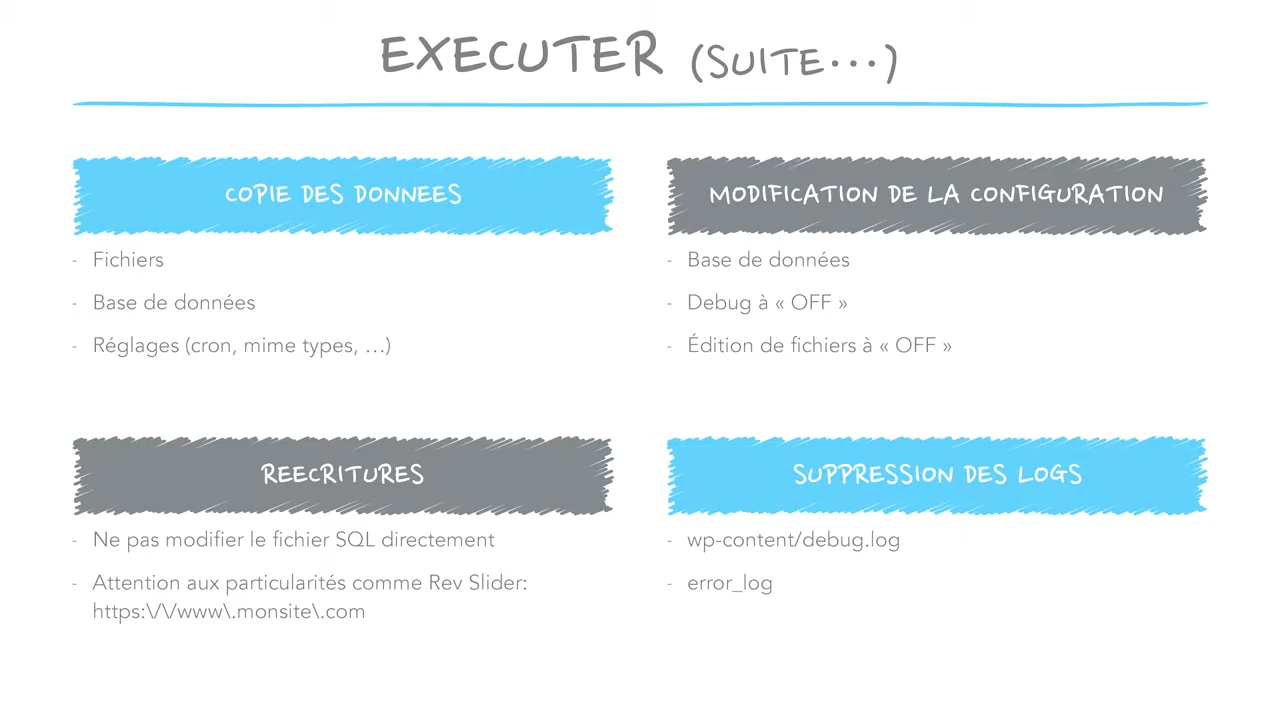 EXECUTER (SUITE...)
COPIE DES DONNEES
- Fichiers
- Base de données
- Réglages (cron, mime types, …)
MODIFICATION DE LA CONFIGURATION
- Base de données
- Debug à « OFF »
- Édition de fichiers à « OFF »
REECRITURES
- Ne pas modifier le fichier SQL directement
- Attention aux particularités comme Rev Slider:
https:\/\/www\.monsite\.com
SUPPRESSION DES LOGS
- wp-content/debug.log
- error_log